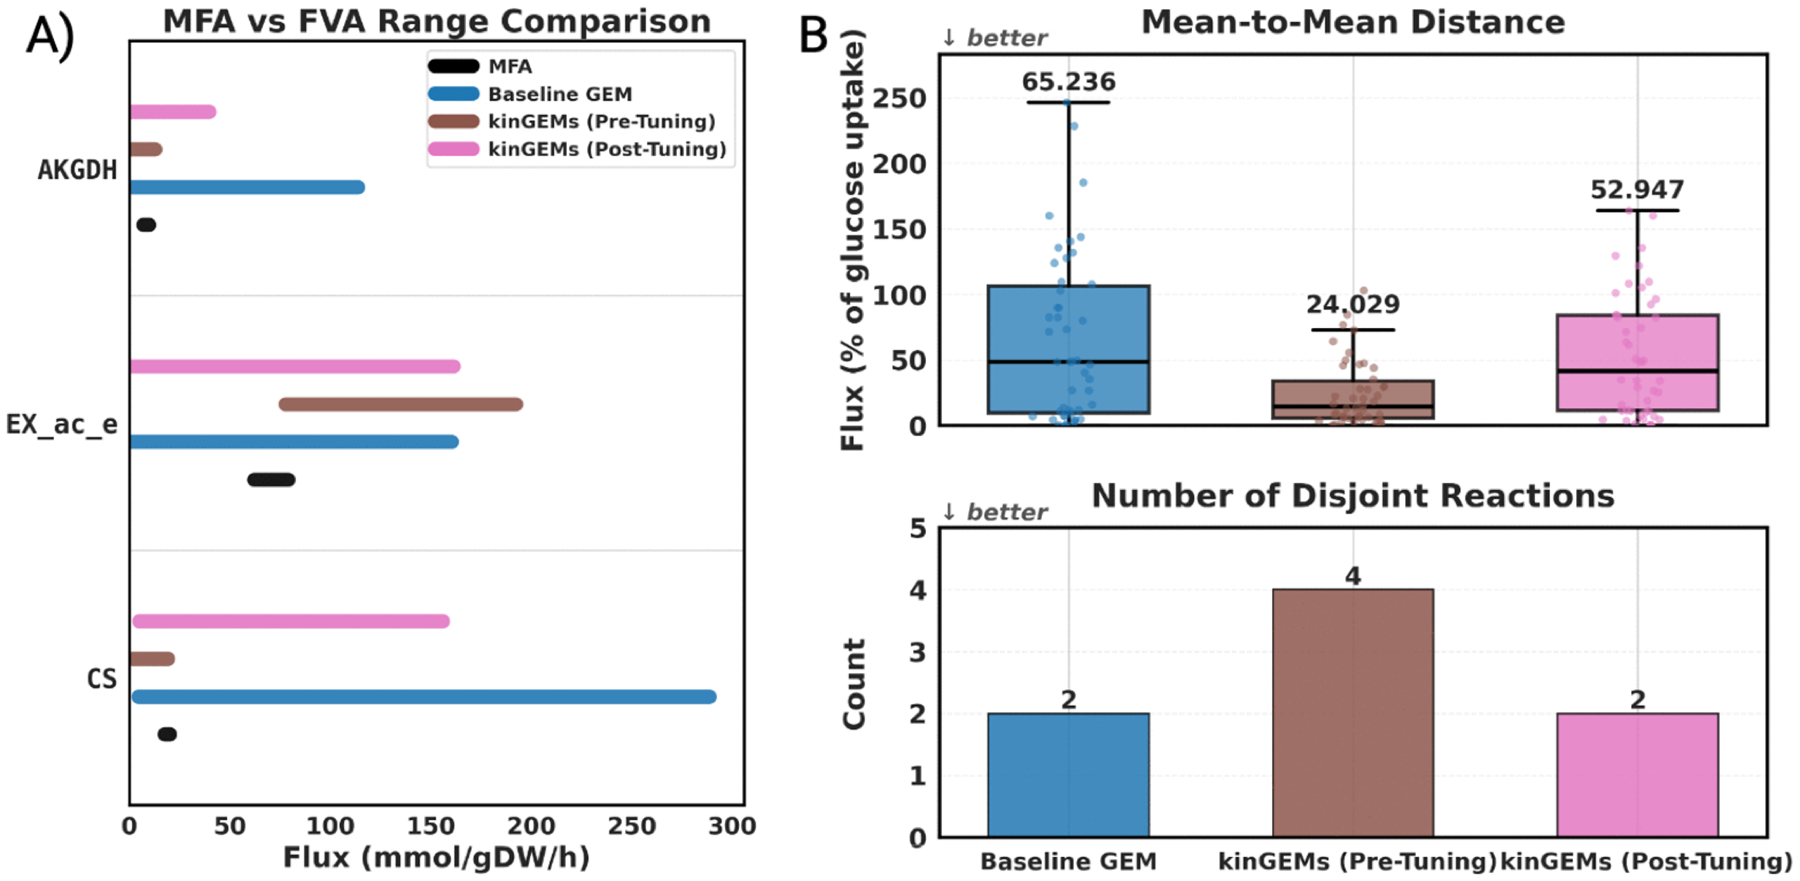 A)
MFA vs FVA Range Comparison
MFA
Baseline GEM
kinGEMs (Pre-Tuning)
kinGEMs (Post-Tuning)
AKGDH
EX_ac_e
CS
0 50 100 150 200 250 300
Flux (mmol/gDW/h)
B)
Mean-to-Mean Distance
↓ better
Flux (% of glucose uptake)
250
200
150
100
50
0
65.236
24.029
52.947
Number of Disjoint Reactions
↓ better
Count
5
4
3
2
1
0
2
4
2
Baseline GEM kinGEMs (Pre-Tuning) kinGEMs (Post-Tuning)